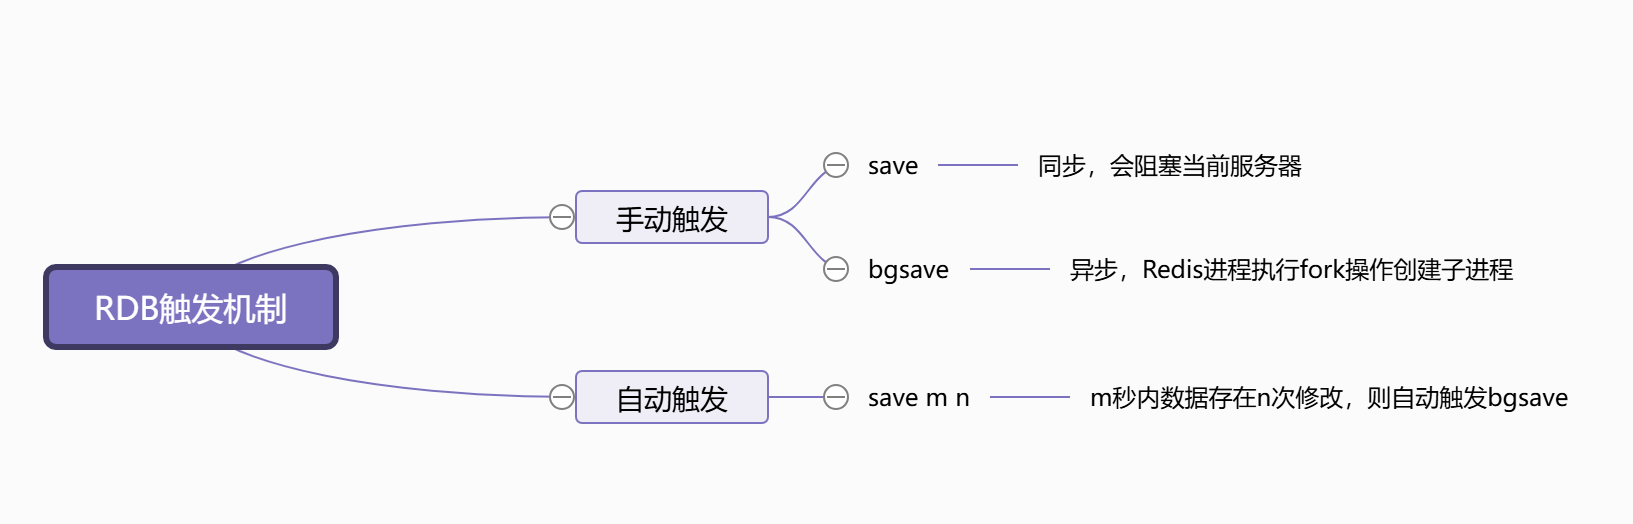 RDB触发机制
手动触发
save
同步，会阻塞当前服务器
bgsave
异步，Redis进程执行fork操作创建子进程
自动触发
save m n
m秒内数据存在n次修改，则自动触发bgsave